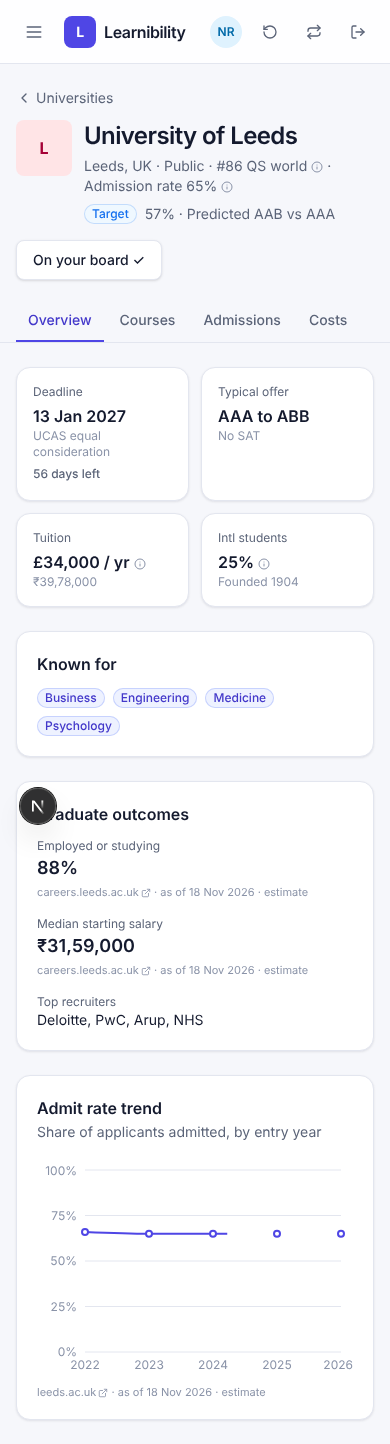 L Learnibility NR
Universities
L
University of Leeds
Leeds, UK · Public · #86 QS world ·
Admission rate 65%
Target 57% · Predicted AAB vs AAA
On your board ✓
Overview Courses Admissions Costs
Deadline
13 Jan 2027
UCAS equal
consideration
56 days left
Typical offer
AAA to ABB
No SAT
Tuition
£34,000 / yr
₹39,78,000
Intl students
25%
Founded 1904
Known for
Business Engineering Medicine
Psychology
N
aduate outcomes
Employed or studying
88%
careers.leeds.ac.uk · as of 18 Nov 2026 · estimate
Median starting salary
₹31,59,000
careers.leeds.ac.uk · as of 18 Nov 2026 · estimate
Top recruiters
Deloitte, PwC, Arup, NHS
Admit rate trend
Share of applicants admitted, by entry year
100%
75%
50%
25%
0%
2022 2023 2024 2025 2026
leeds.ac.uk · as of 18 Nov 2026 · estimate